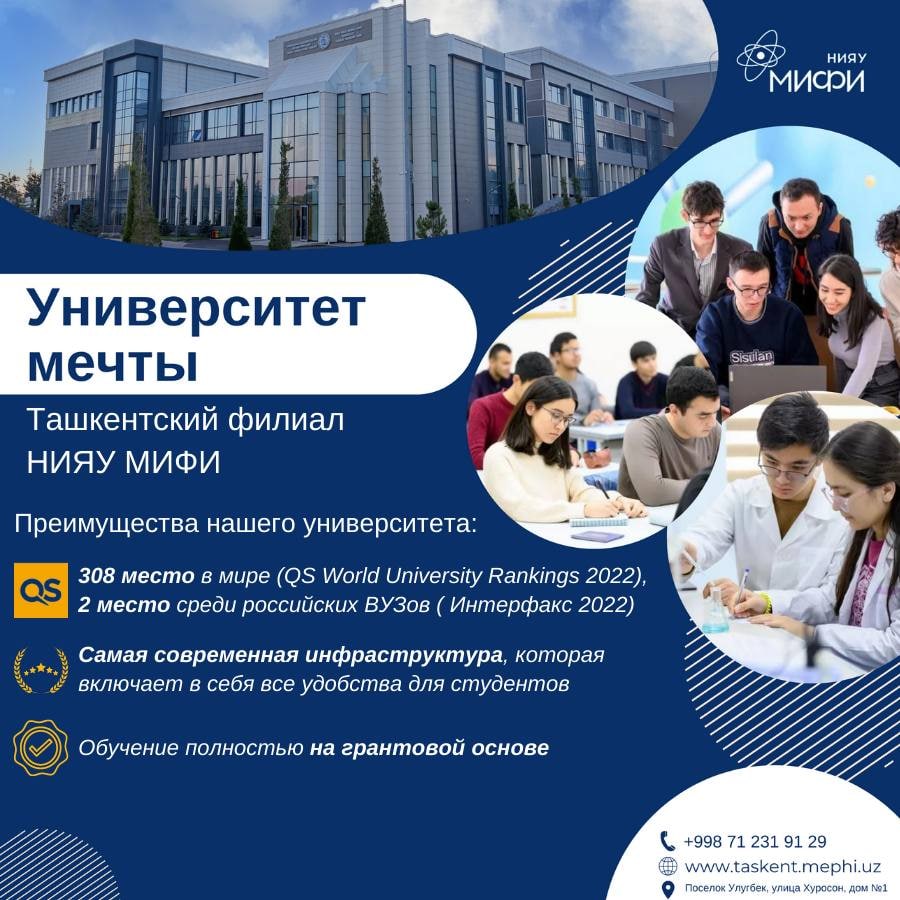 НИЯУ
МИФИ
Университет
мечты
Ташкентский филиал
НИЯУ МИФИ
Преимущества нашего университета:
QS
308 место в мире (QS World University Rankings 2022),
2 место среди российских ВУЗов ( Интерфакс 2022)
Самая современная инфраструктура, которая
включает в себя все удобства для студентов
Обучение полностью на грантовой основе
+998 71 231 91 29
www.taskent.mephi.uz
Поселок Улугбек, улица Хуросон, дом №1